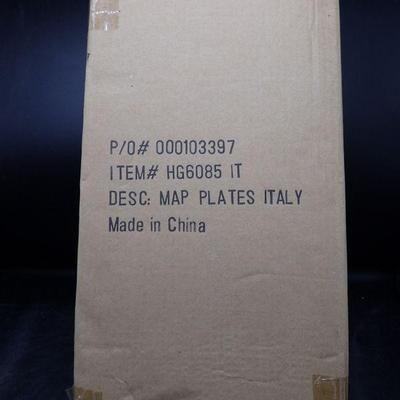 P/O# 000103397
ITEM# HG6085 IT
DESC: MAP PLATES ITALY
Made in China